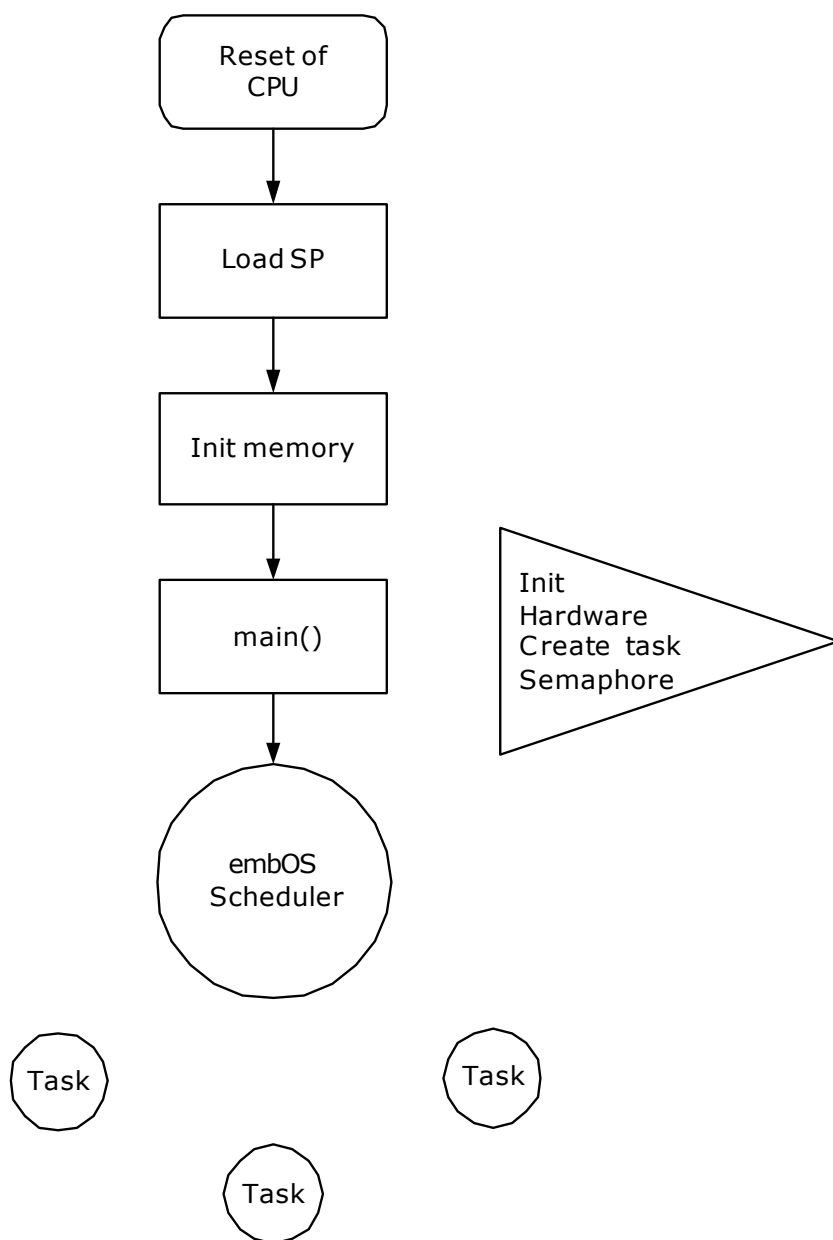 Reset of
CPU
Load SP
Init memory
main()
Init
Hardware
Create task
Semaphore
embOS
Scheduler
Task
Task
Task